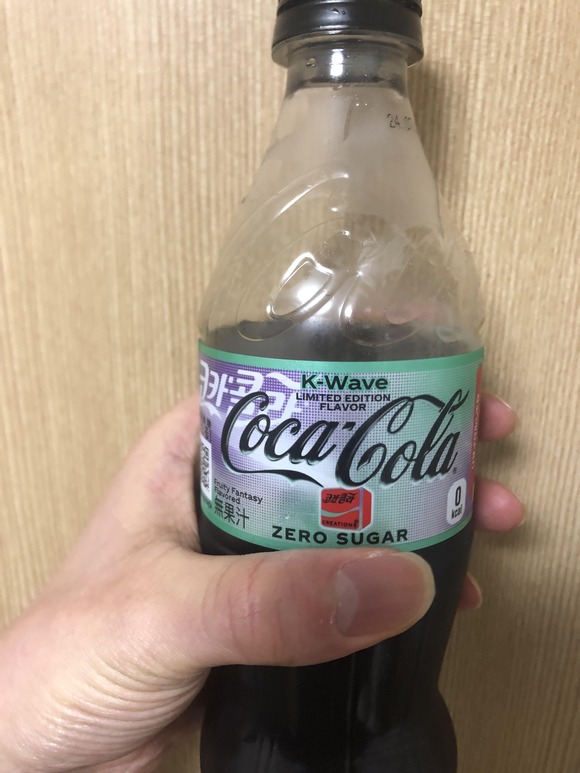 코카콜라
K-Wave
LIMITED EDITION
FLAVOR
Coca-Cola
Fruity Fantasy
Flavored
無果汁
코카콜라
CREATIONS
0
kcal
ZERO SUGAR